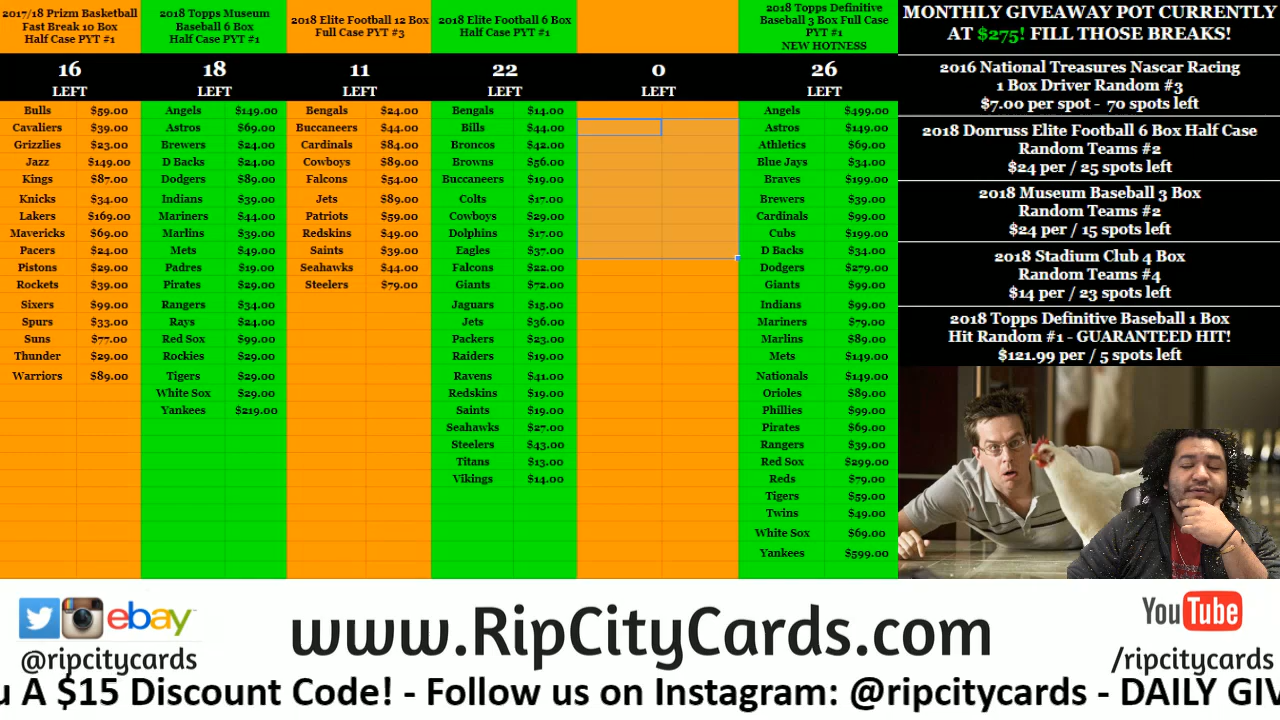 2017/18 Prizm Basketball
Fast Break 10 Box
Half Case PYT #1
16
LEFT
Bulls $59.00
Cavaliers $39.00
Grizzlies $23.00
Jazz $149.00
Kings $87.00
Knicks $34.00
Lakers $169.00
Mavericks $69.00
Pacers $24.00
Pistons $29.00
Rockets $39.00
Sixers $99.00
Spurs $33.00
Suns $77.00
Thunder $29.00
Warriors $89.00
2018 Topps Museum
Baseball 6 Box
Half Case PYT #1
18
LEFT
Angels $149.00
Astros $69.00
Brewers $24.00
D Backs $24.00
Dodgers $89.00
Indians $39.00
Mariners $44.00
Marlins $39.00
Mets $49.00
Padres $19.00
Pirates $29.00
Rangers $34.00
Rays $24.00
Red Sox $99.00
Rockies $29.00
Tigers $29.00
White Sox $29.00
Yankees $219.00
2018 Elite Football 12 Box
Full Case PYT #3
11
LEFT
Bengals $24.00
Buccaneers $44.00
Cardinals $84.00
Cowboys $89.00
Falcons $54.00
Jets $89.00
Patriots $59.00
Redskins $49.00
Saints $39.00
Seahawks $44.00
Steelers $79.00
2018 Elite Football 6 Box
Half Case PYT #1
22
LEFT
Bengals $14.00
Bills $44.00
Broncos $42.00
Browns $56.00
Buccaneers $19.00
Colts $17.00
Cowboys $29.00
Dolphins $17.00
Eagles $37.00
Falcons $22.00
Giants $72.00
Jaguars $15.00
Jets $36.00
Packers $23.00
Raiders $19.00
Ravens $41.00
Redskins $19.00
Saints $19.00
Seahawks $27.00
Steelers $43.00
Titans $13.00
Vikings $14.00
0
LEFT
2018 Topps Definitive
Baseball 3 Box Full Case
PYT #1
NEW HOTNESS
26
LEFT
Angels $499.00
Astros $149.00
Athletics $69.00
Blue Jays $34.00
Braves $199.00
Brewers $39.00
Cardinals $99.00
Cubs $199.00
D Backs $34.00
Dodgers $279.00
Giants $99.00
Indians $99.00
Mariners $79.00
Marlins $89.00
Mets $149.00
Nationals $149.00
Orioles $89.00
Phillies $99.00
Pirates $69.00
Rangers $39.00
Red Sox $299.00
Reds $79.00
Tigers $59.00
Twins $49.00
White Sox $69.00
Yankees $599.00
MONTHLY GIVEAWAY POT CURRENTLY
AT $275! FILL THOSE BREAKS!
2016 National Treasures Nascar Racing
1 Box Driver Random #3
$7.00 per spot - 70 spots left
2018 Donruss Elite Football 6 Box Half Case
Random Teams #2
$24 per / 25 spots left
2018 Museum Baseball 3 Box
Random Teams #2
$24 per / 15 spots left
2018 Stadium Club 4 Box
Random Teams #4
$14 per / 23 spots left
2018 Topps Definitive Baseball 1 Box
Hit Random #1 - GUARANTEED HIT!
$121.99 per / 5 spots left
ebay
@ripcitycards
www.RipCityCards.com
YouTube
/ripcitycards
u A $15 Discount Code! - Follow us on Instagram: @ripcitycards - DAILY GIV